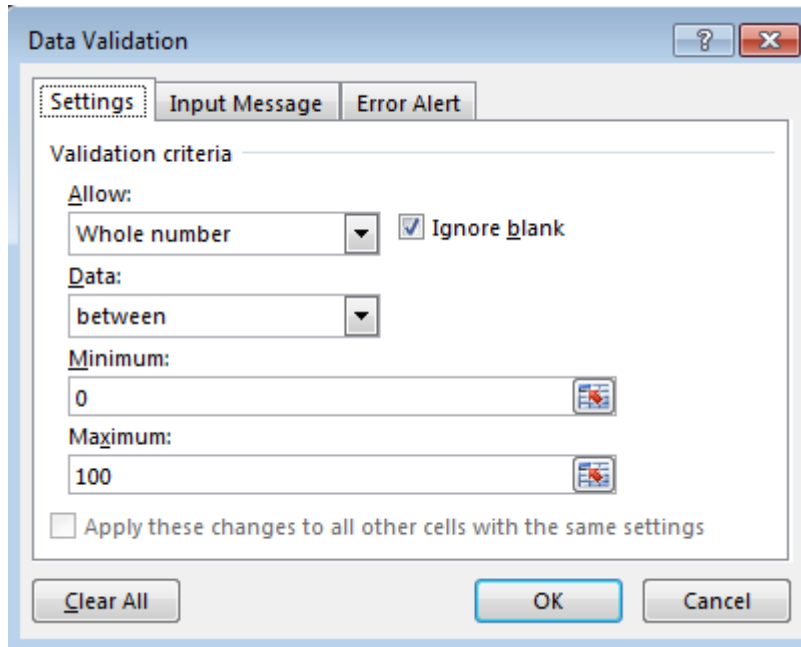 Data Validation
Settings Input Message Error Alert
Validation criteria
Allow:
Whole number Ignore blank
Data:
between
Minimum:
0
Maximum:
100
Apply these changes to all other cells with the same settings
Clear All OK Cancel